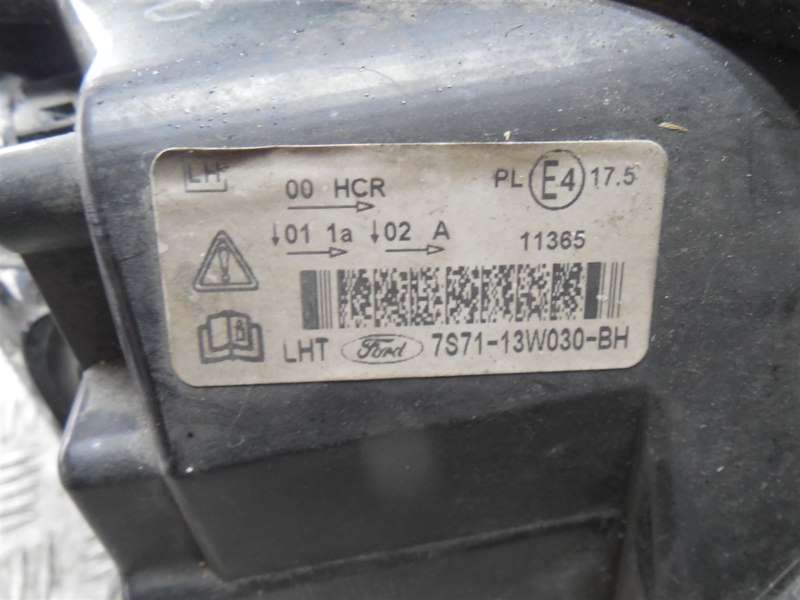 LH
00 HCR
PL E4 17.5
↓01 1a ↓02 A
11365
LHT Ford 7S71-13W030-BH